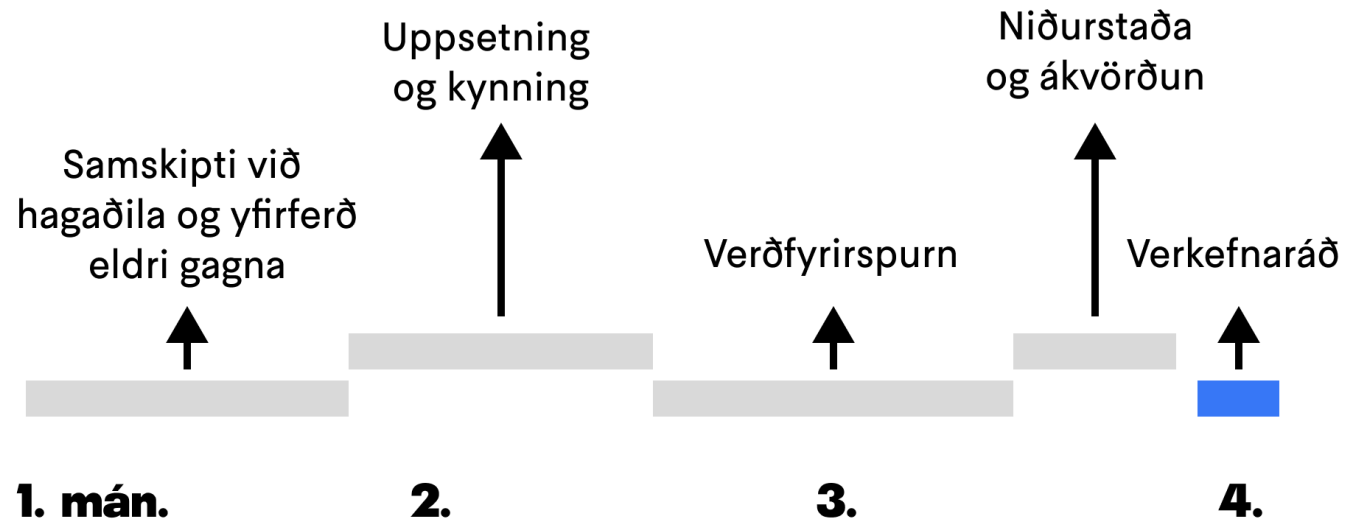 Samskipti við
hagaðila og yfirferð
eldri gagna
Uppsetning
og kynning
Verðfyrirspurn
Niðurstaða
og ákvörðun
Verkefnaráð
1. mán.
2.
3.
4.